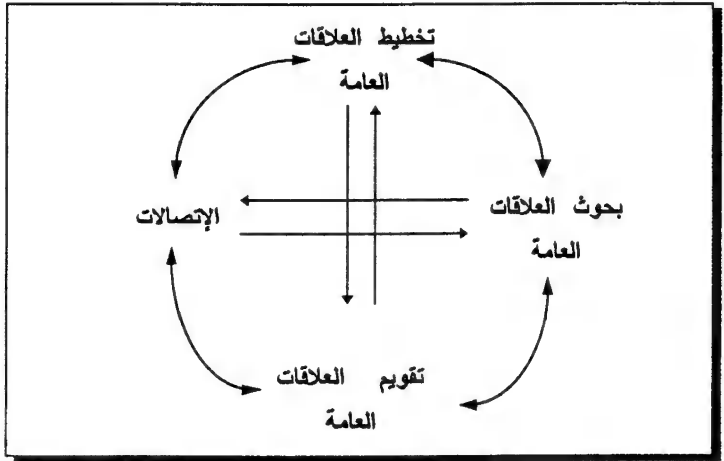 تخطيط العلاقات
العامة
بحوث العلاقات
العامة
الإتصالات
تقويم العلاقات
العامة